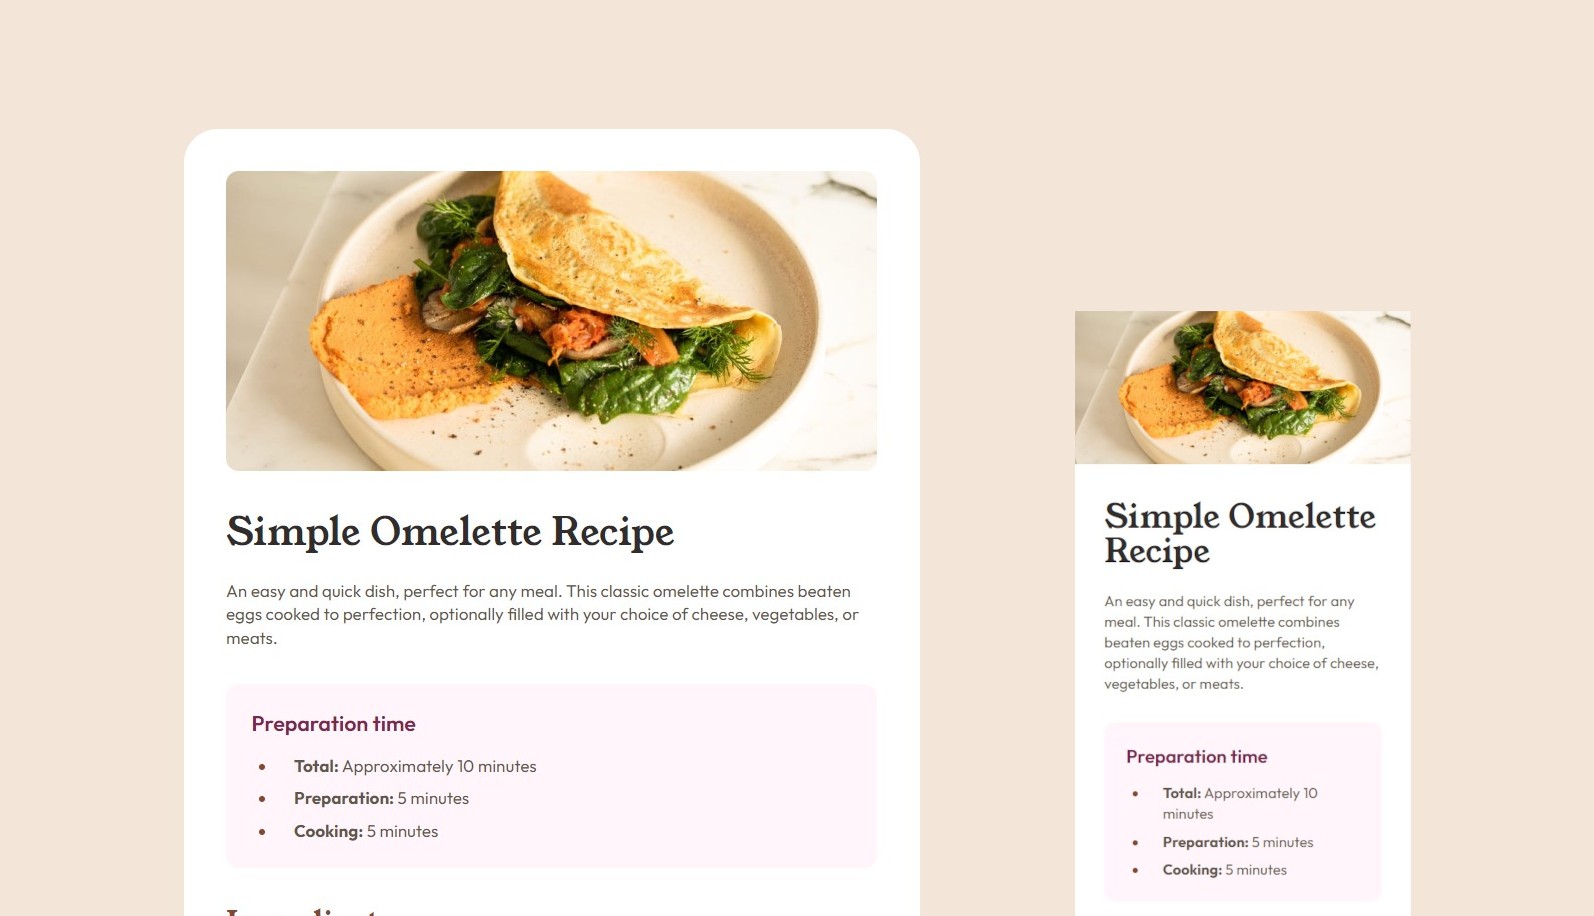 Simple Omelette Recipe
An easy and quick dish, perfect for any meal. This classic omelette combines beaten
eggs cooked to perfection, optionally filled with your choice of cheese, vegetables, or
meats.
Preparation time
Total: Approximately 10 minutes
Preparation: 5 minutes
Cooking: 5 minutes
Simple Omelette
Recipe
An easy and quick dish, perfect for any
meal. This classic omelette combines
beaten eggs cooked to perfection,
optionally filled with your choice of cheese,
vegetables, or meats.
Preparation time
Total: Approximately 10
minutes
Preparation: 5 minutes
Cooking: 5 minutes